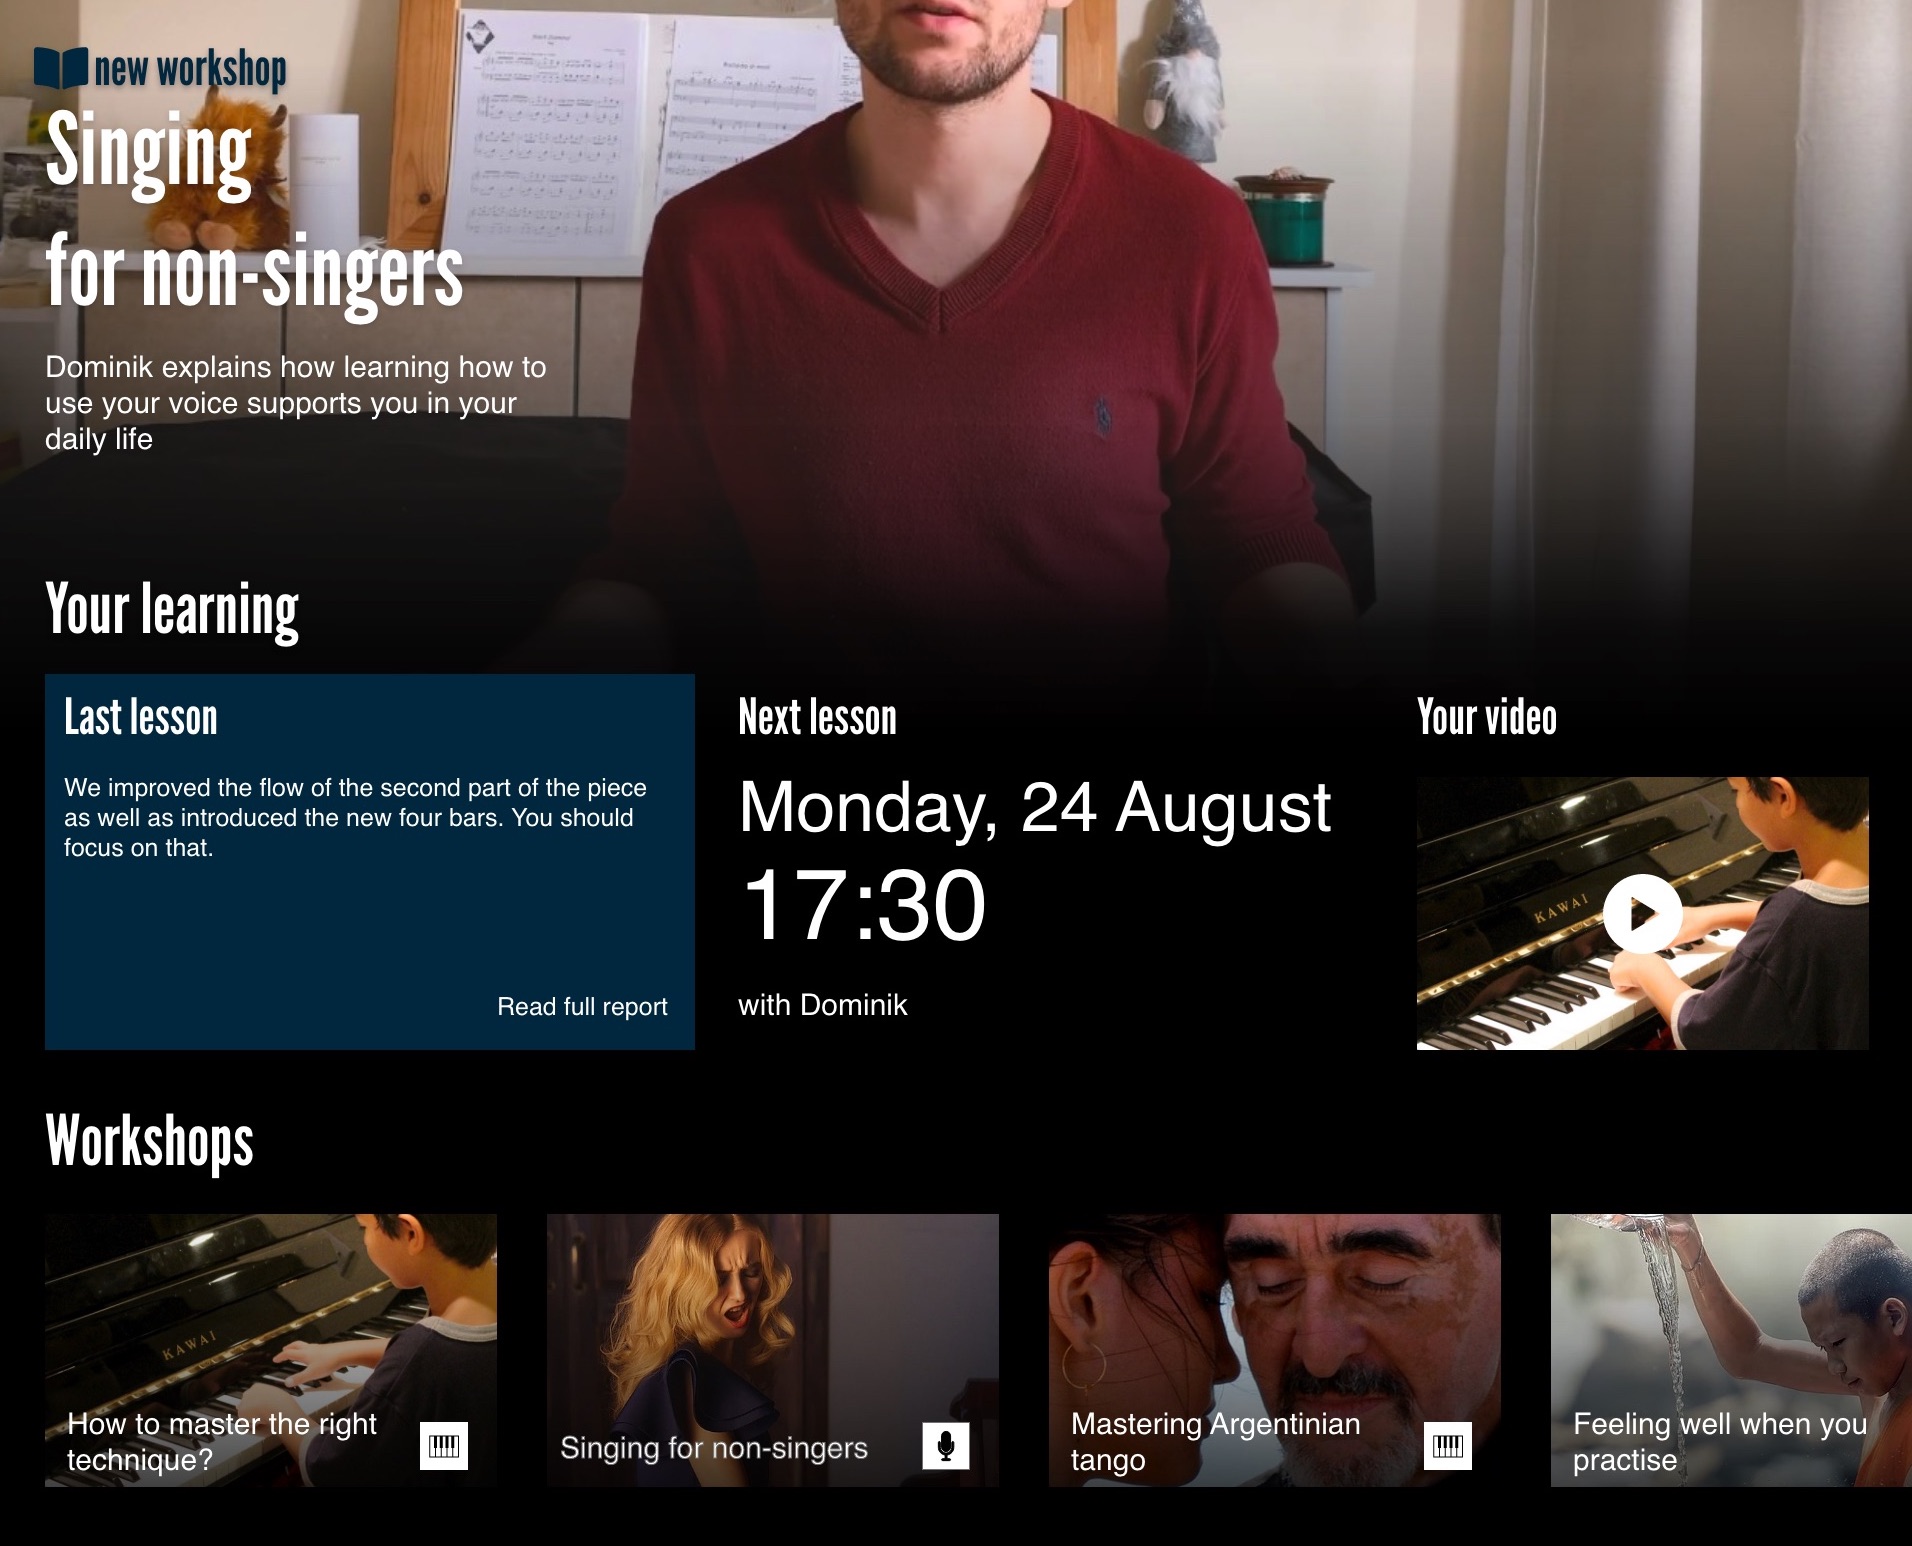 new workshop
Singing
for non-singers
Dominik explains how learning how to
use your voice supports you in your
daily life
Your learning
Last lesson
We improved the flow of the second part of the piece
as well as introduced the new four bars. You should
focus on that.
Read full report
Next lesson
Monday, 24 August
17:30
with Dominik
Your video
KAWAI
Workshops
KAWAI
How to master the right
technique?
Singing for non-singers
Mastering Argentinian
tango
Feeling well when you
practise